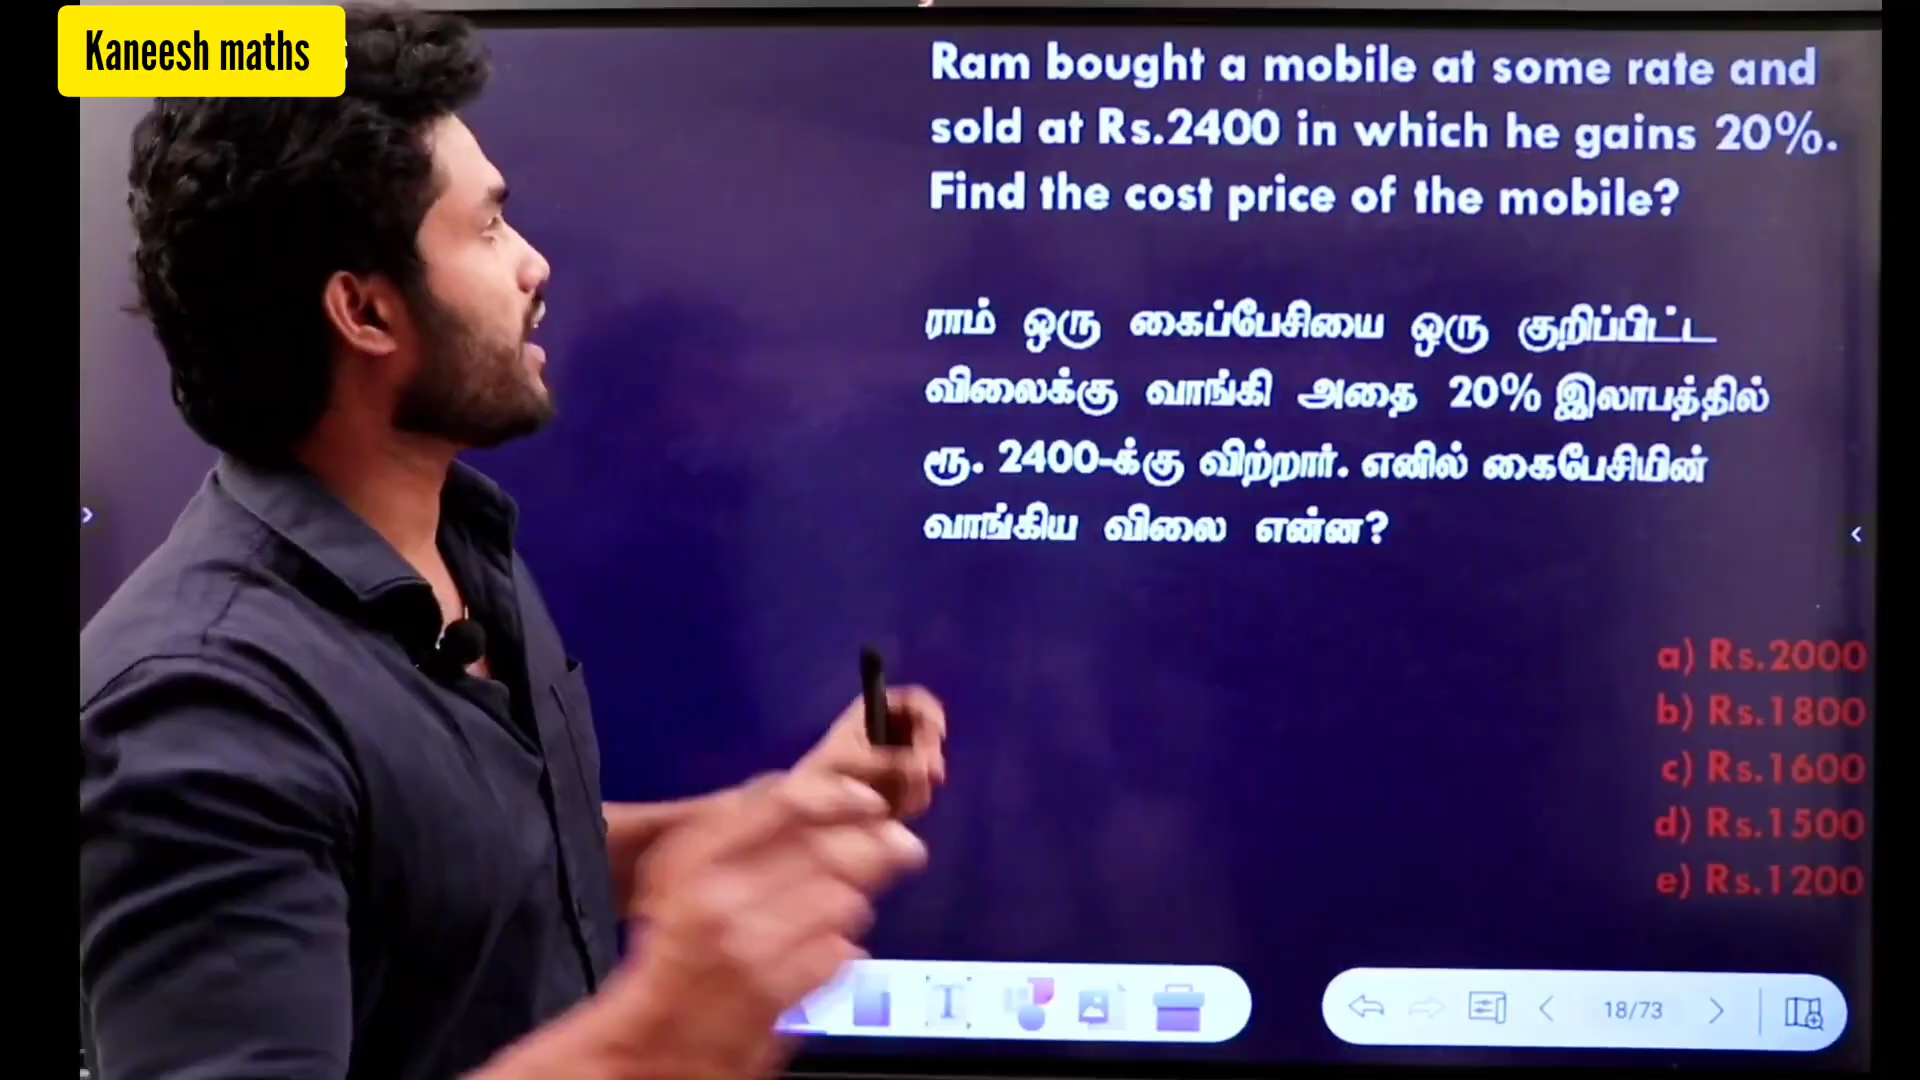 Kaneesh maths
Ram bought a mobile at some rate and
sold at Rs.2400 in which he gains 20%.
Find the cost price of the mobile?
ராம் ஒரு கைப்பேசியை ஒரு குறிப்பிட்ட
விலைக்கு வாங்கி அதை 20% இலாபத்தில்
ரூ. 2400-க்கு விற்றார். எனில் கைபேசியின்
வாங்கிய விலை என்ன?
a) Rs.2000
b) Rs.1800
c) Rs.1600
d) Rs.1500
e) Rs.1200
18/73